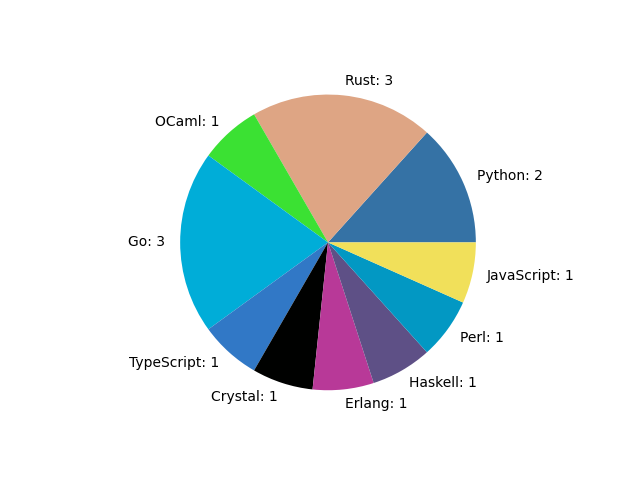 Rust: 3
OCaml: 1
Python: 2
Go: 3
JavaScript: 1
Perl: 1
TypeScript: 1
Haskell: 1
Crystal: 1
Erlang: 1